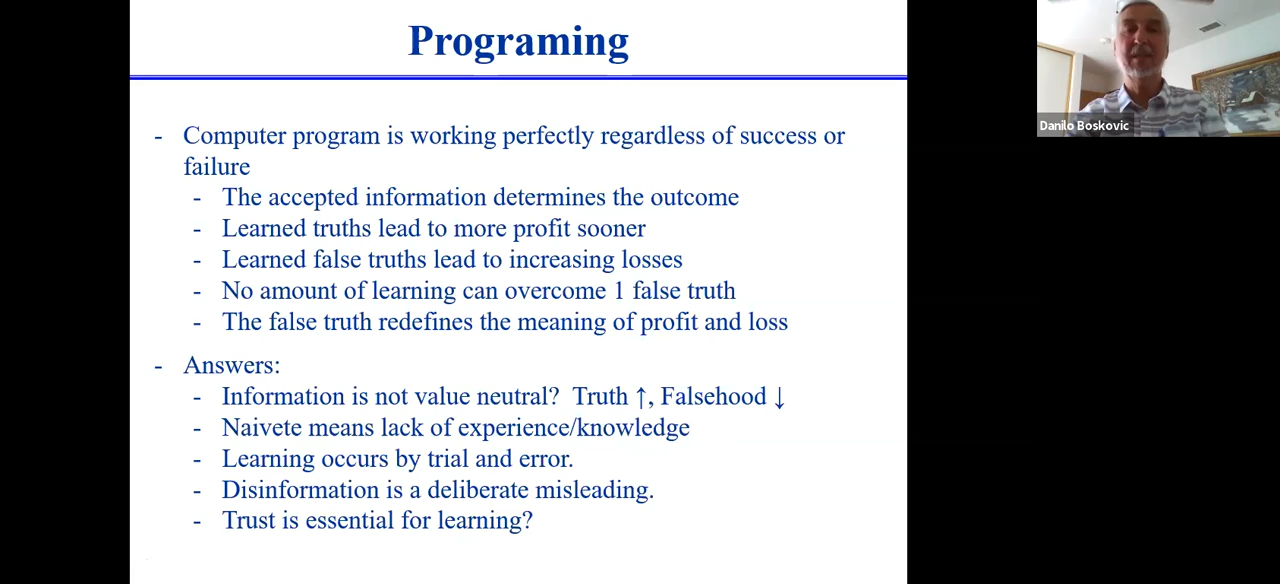 Programing
- Computer program is working perfectly regardless of success or
failure
- The accepted information determines the outcome
- Learned truths lead to more profit sooner
- Learned false truths lead to increasing losses
- No amount of learning can overcome 1 false truth
- The false truth redefines the meaning of profit and loss
- Answers:
- Information is not value neutral?  Truth ↑, Falsehood ↓
- Naivete means lack of experience/knowledge
- Learning occurs by trial and error.
- Disinformation is a deliberate misleading.
- Trust is essential for learning?
Danilo Boskovic